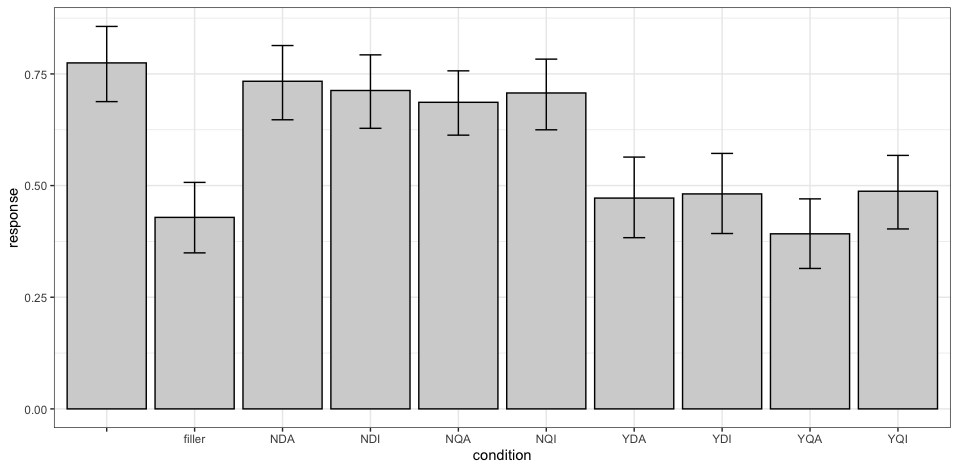 0.75
0.50
0.25
0.00
response
filler NDA NDI NQA NQI YDA YDI YQA YQI
condition